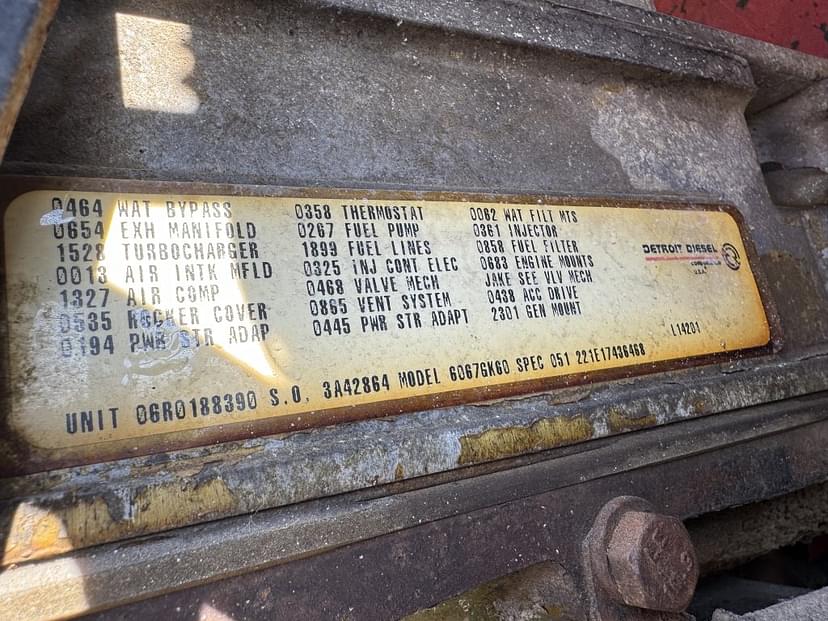 0464 WAT BYPASS 0358 THERMOSTAT 0062 WAT FILT MTS
0654 EXH MANIFOLD 0267 FUEL PUMP 0361 INJECTOR
1528 TURBOCHARGER 1899 FUEL LINES 0858 FUEL FILTER
0013 AIR INTK MFLD 0325 INJ CONT ELEC 0683 ENGINE MOUNTS
1327 AIR COMP 0468 VALVE MECH JAKE SEE VLV MECH
0535 ROCKER COVER 0865 VENT SYSTEM 0438 ACC DRIVE
0194 PWR STR ADAP 0445 PWR STR ADAPT 2301 GEN MOUNT
DETROIT DIESEL
CORPORATION
U.S.A.
L14201
UNIT 06R0188390 S.O. 3A42864 MODEL 6067GK60 SPEC 051 221E17436468